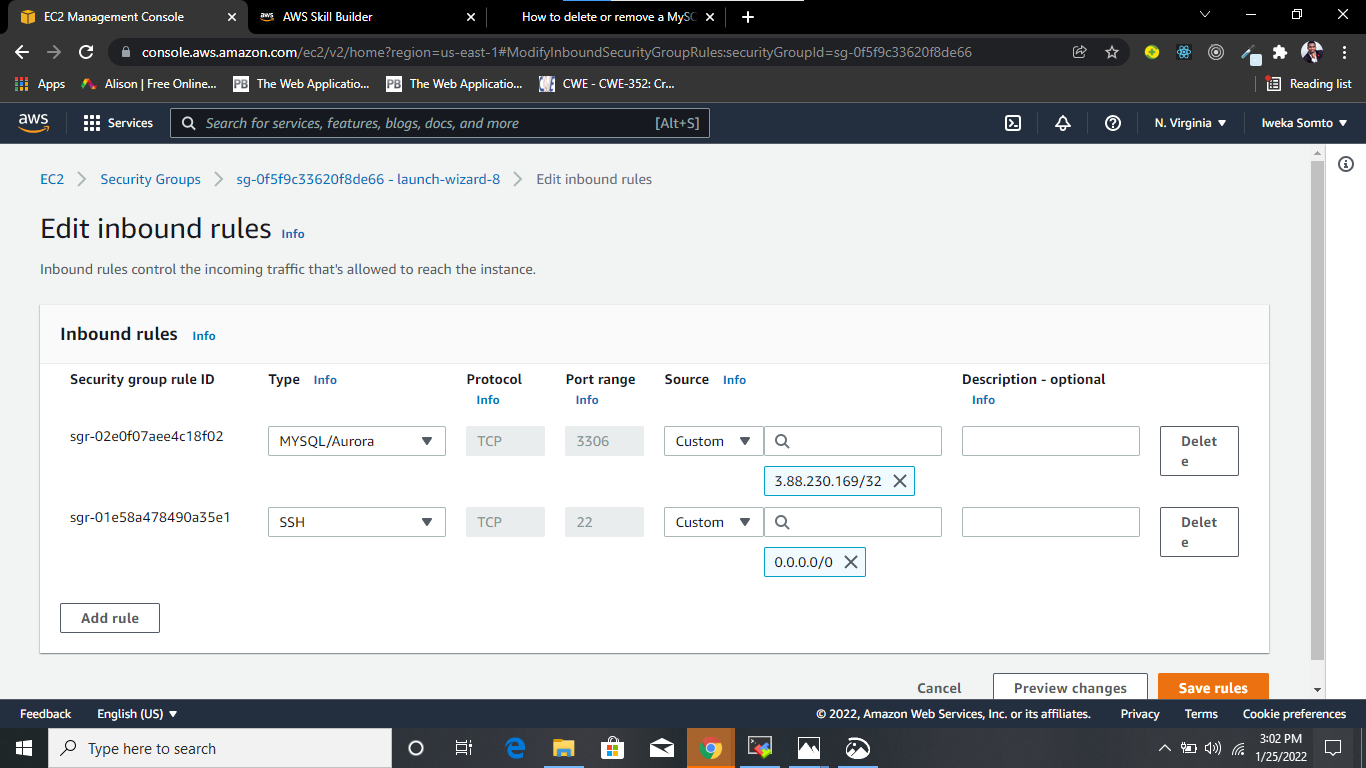 EC2 Management Console
AWS Skill Builder
How to delete or remove a MySC
console.aws.amazon.com/ec2/v2/home?region=us-east-1#ModifyInboundSecurityGroupRules:securityGroupId=sg-0f5f9c33620f8de66
Apps
Alison | Free Online...
PB The Web Applicatio...
PB The Web Applicatio...
CWE - CWE-352: Cr...
Reading list
aws
Services
Search for services, features, blogs, docs, and more [Alt+S]
N. Virginia
Iweka Somto
EC2
Security Groups
sg-0f5f9c33620f8de66 - launch-wizard-8
Edit inbound rules
Edit inbound rules Info
Inbound rules control the incoming traffic that's allowed to reach the instance.
Inbound rules Info
Security group rule ID
Type Info
Protocol
Info
Port range
Info
Source Info
Description - optional
Info
sgr-02e0f07aee4c18f02
MYSQL/Aurora
TCP
3306
Custom
Delet
e
3.88.230.169/32
sgr-01e58a478490a35e1
SSH
TCP
22
Custom
Delet
e
0.0.0.0/0
Add rule
Cancel
Preview changes
Save rules
Feedback
English (US)
© 2022, Amazon Web Services, Inc. or its affiliates.
Privacy
Terms
Cookie preferences
Type here to search
3:02 PM
1/25/2022